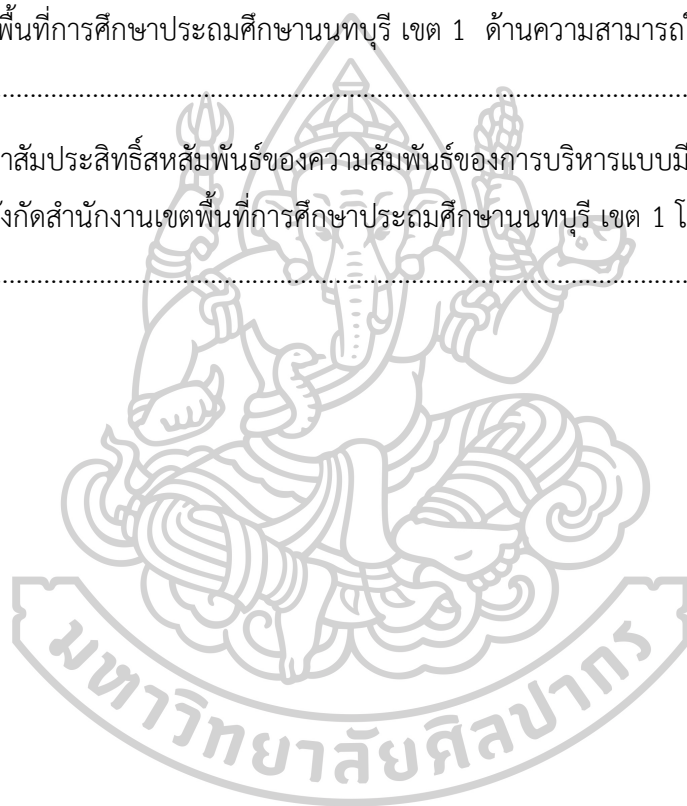 พื้นที่การศึกษาประถมศึกษานนทบุรี เขต 1 ด้านความสามารถ
....................................................................................................
สัมประสิทธิ์สหสัมพันธ์ของความสัมพันธ์ของการบริหารแบบมี
สังกัดสำนักงานเขตพื้นที่การศึกษาประถมศึกษานนทบุรี เขต 1
....................................................................................................
มหาวิทยาลัยศิลปากร